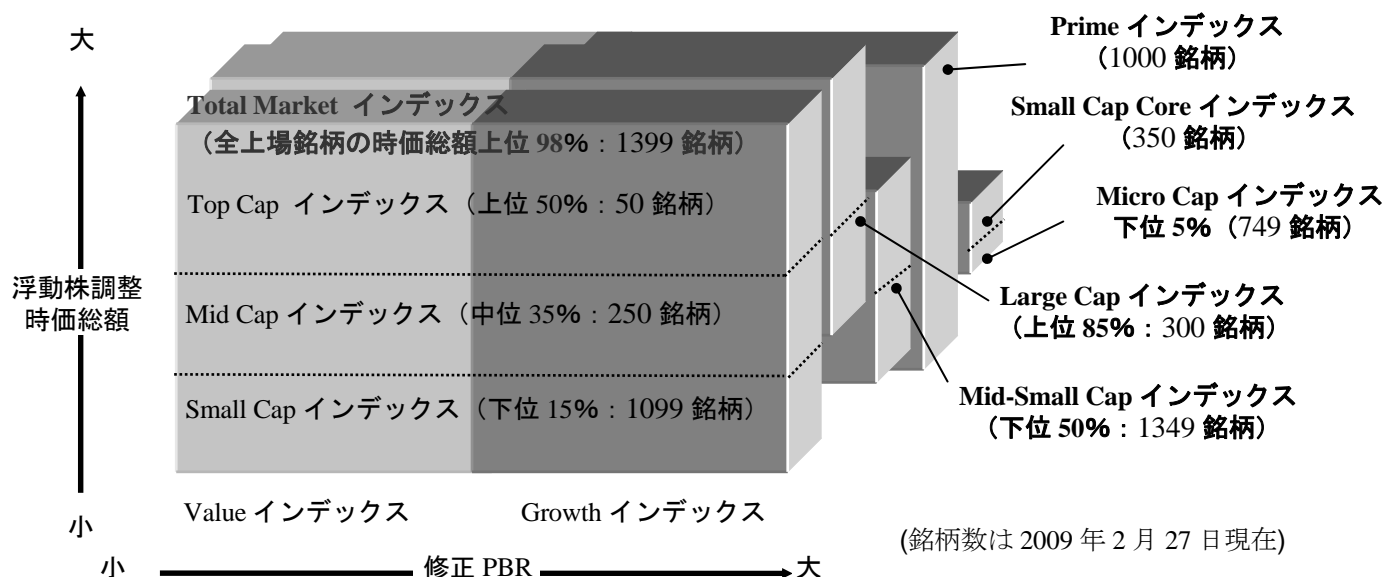 大
Prime インデックス
（1000 銘柄）
Total Market インデックス
（全上場銘柄の時価総額上位 98%：1399 銘柄）
Small Cap Core インデックス
（350 銘柄）
Top Cap インデックス（上位 50%：50 銘柄）
Micro Cap インデックス
下位 5%（749 銘柄）
浮動株調整
時価総額
Mid Cap インデックス（中位 35%：250 銘柄）
Large Cap インデックス
（上位 85%：300 銘柄）
Small Cap インデックス（下位 15%：1099 銘柄）
Mid-Small Cap インデックス
（下位 50%：1349 銘柄）
小
Value インデックス
Growth インデックス
(銘柄数は 2009 年 2 月 27 日現在)
小
修正 PBR
大